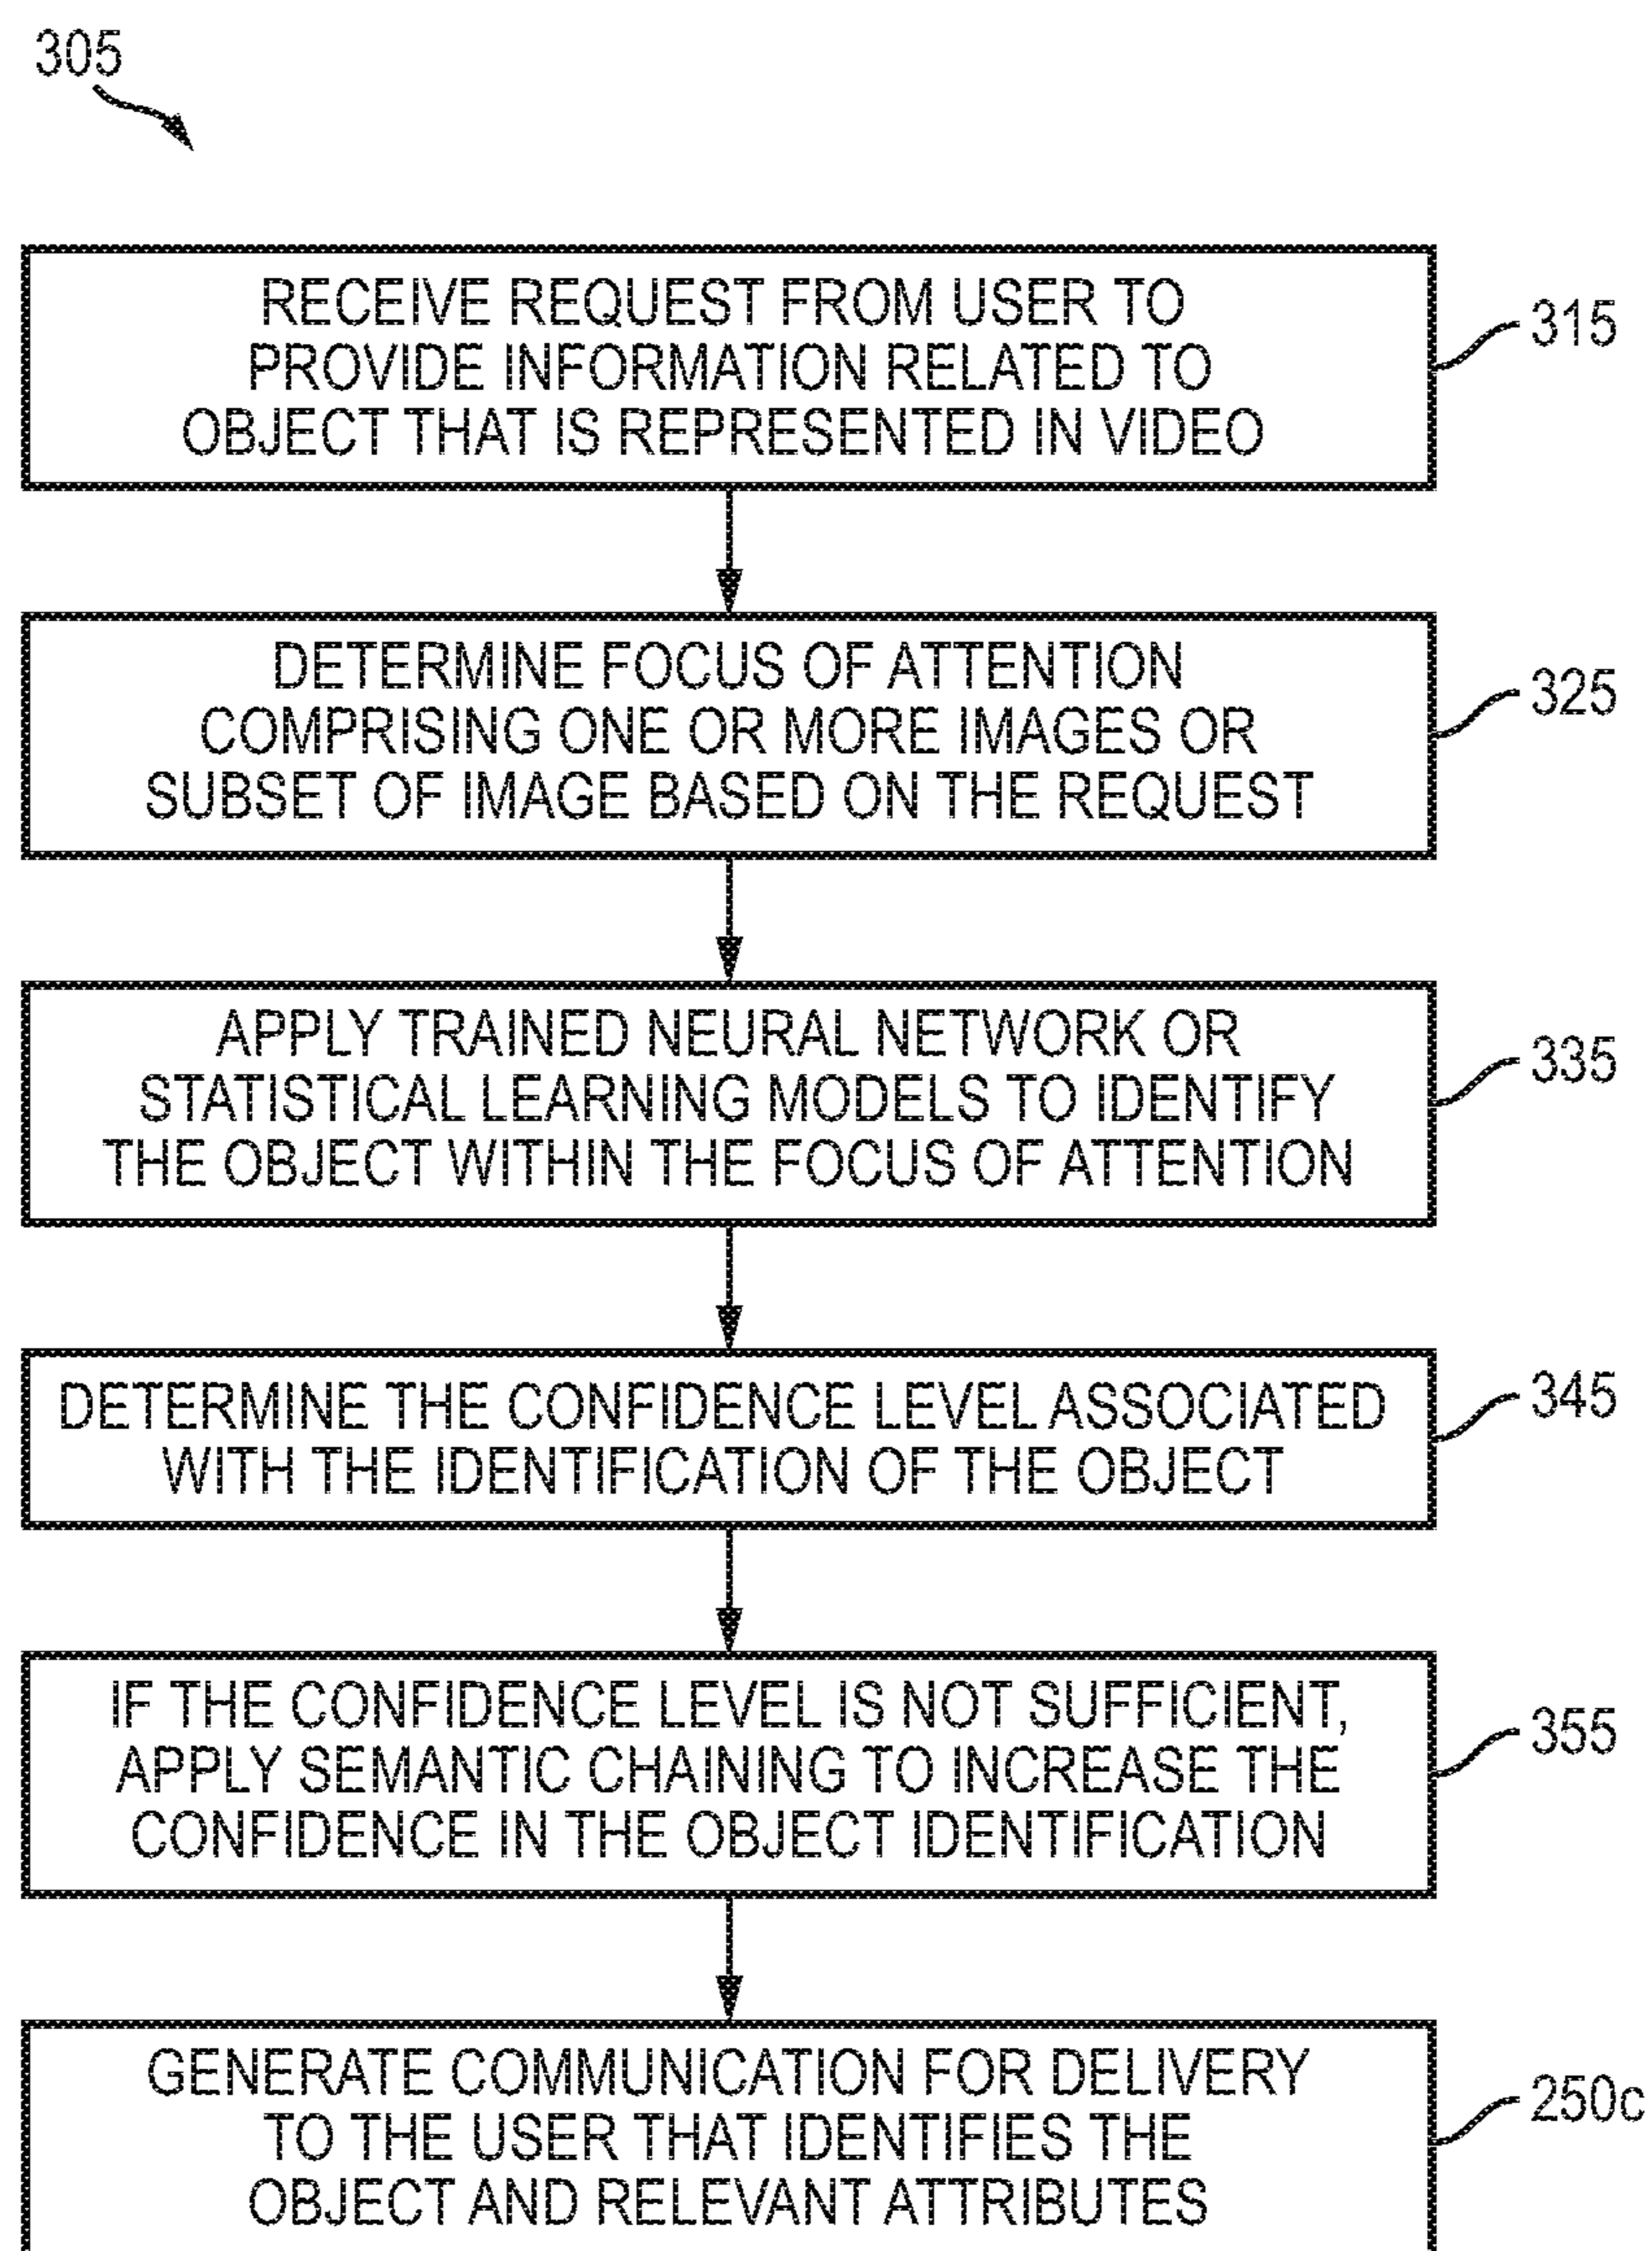 305
RECEIVE REQUEST FROM USER TO
PROVIDE INFORMATION RELATED TO
OBJECT THAT IS REPRESENTED IN VIDEO
315
DETERMINE FOCUS OF ATTENTION
COMPRISING ONE OR MORE IMAGES OR
SUBSET OF IMAGE BASED ON THE REQUEST
325
APPLY TRAINED NEURAL NETWORK OR
STATISTICAL LEARNING MODELS TO IDENTIFY
THE OBJECT WITHIN THE FOCUS OF ATTENTION
335
DETERMINE THE CONFIDENCE LEVEL ASSOCIATED
WITH THE IDENTIFICATION OF THE OBJECT
345
IF THE CONFIDENCE LEVEL IS NOT SUFFICIENT,
APPLY SEMANTIC CHAINING TO INCREASE THE
CONFIDENCE IN THE OBJECT IDENTIFICATION
355
GENERATE COMMUNICATION FOR DELIVERY
TO THE USER THAT IDENTIFIES THE
OBJECT AND RELEVANT ATTRIBUTES
250c